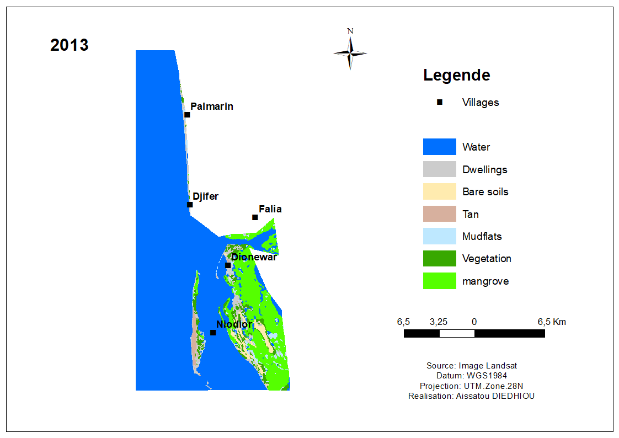 2013
N
Legende
Villages
Palmarin
Djifer
Falia
Dionewar
Niodior
Water
Dwellings
Bare soils
Tan
Mudflats
Vegetation
mangrove
6,5 3,25 0 6,5 Km
Source: Image Landsat
Datum: WGS1984
Projection: UTM.Zone.28N
Realisation: Aissatou DIEDHIOU